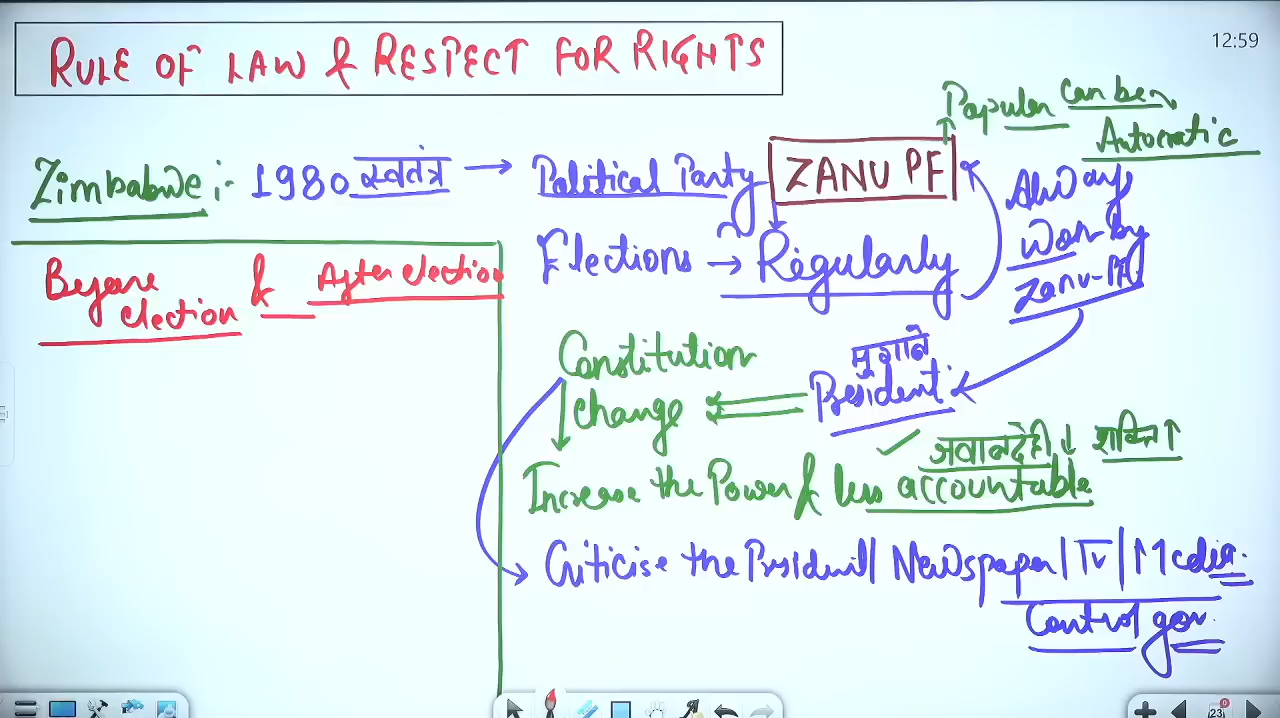 RULE OF LAW & RESPECT FOR RIGHTS
12:59
Popular can be
Autocratic
Zimbabwe :- 1980 स्वतंत्र → Political Party ZANU PF
Always
Won by
Zanu-PF
Elections → Regularly
Before election & After election
Constitution
change
मुगाबे
President
जवाबदेही ↓ शक्ति ↑
Increase the Power & less accountable
Criticise the President | Newspaper | TV | Media
Control gov.
23